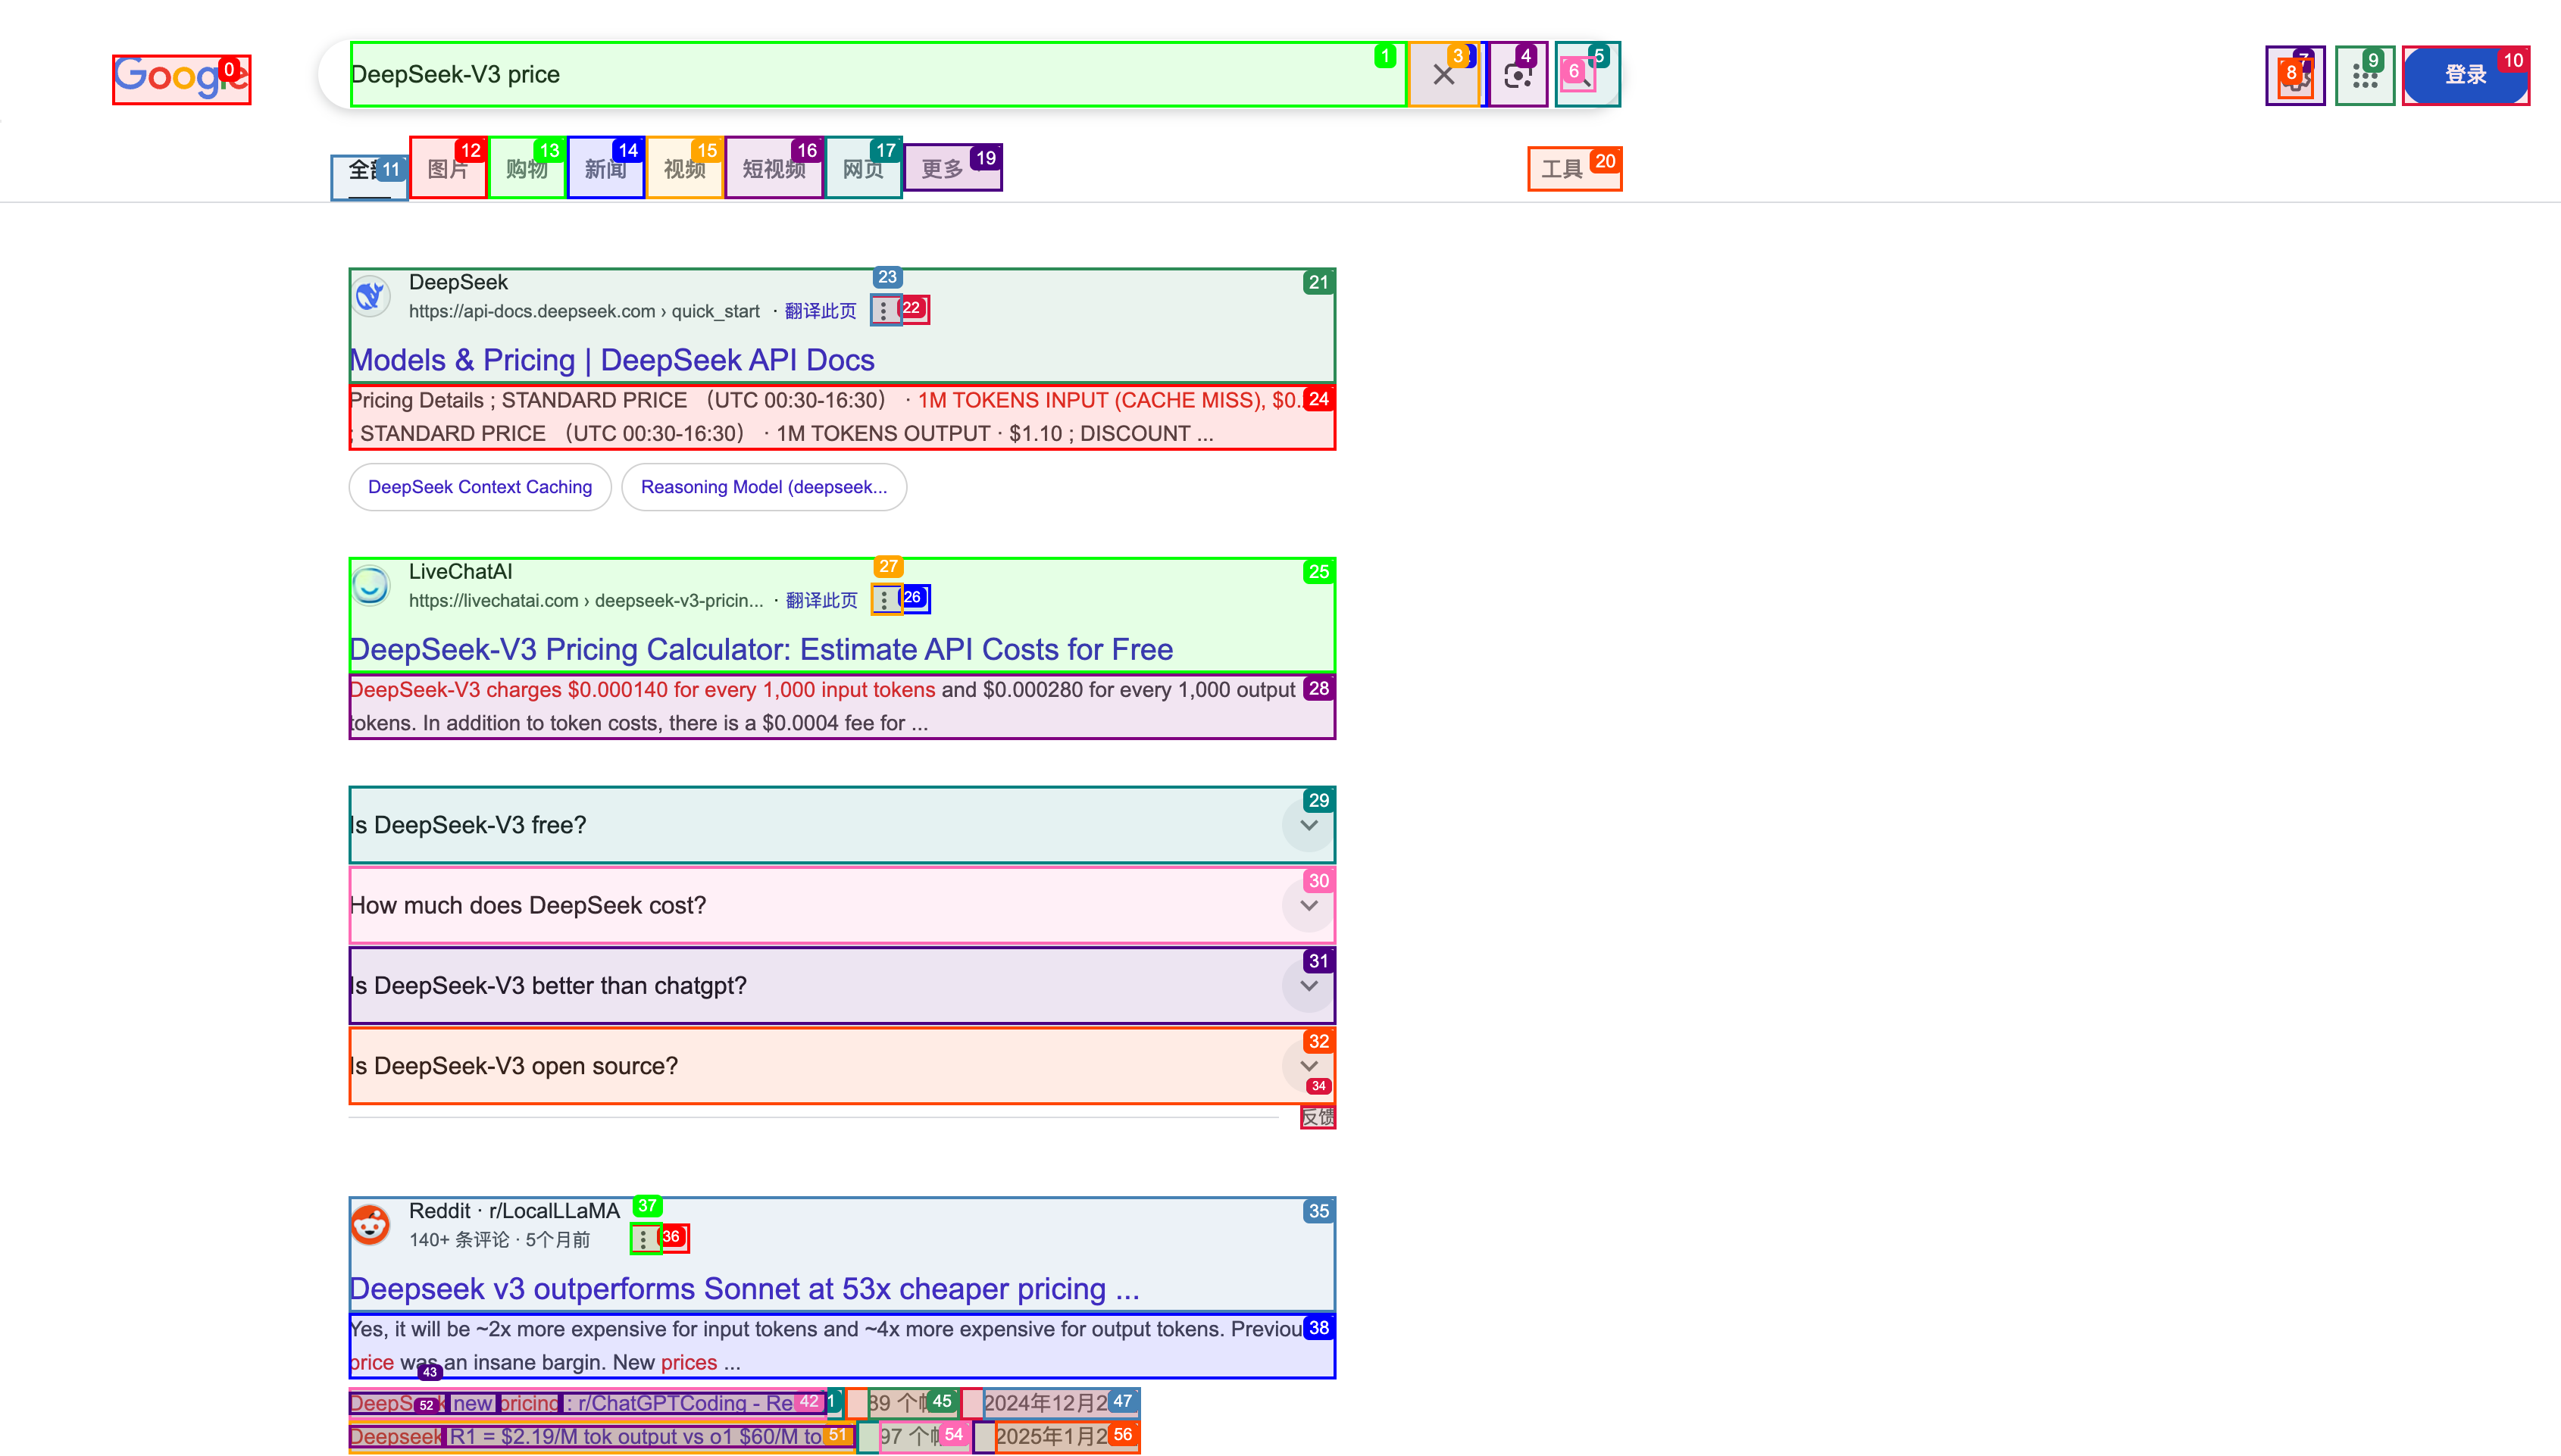 Google 0
DeepSeek-V3 price 1 3 4 5 6
7 8 9 登录 10
全部 11 图片 12 购物 13 新闻 14 视频 15 短视频 16 网页 17 更多 19 工具 20
DeepSeek 23 21
https://api-docs.deepseek.com › quick_start · 翻译此页 22
Models & Pricing | DeepSeek API Docs
Pricing Details ; STANDARD PRICE （UTC 00:30-16:30） · 1M TOKENS INPUT (CACHE MISS), $0. 24
; STANDARD PRICE （UTC 00:30-16:30） · 1M TOKENS OUTPUT · $1.10 ; DISCOUNT ...
DeepSeek Context Caching Reasoning Model (deepseek...
LiveChatAI 27 25
https://livechatai.com › deepseek-v3-pricin... · 翻译此页 26
DeepSeek-V3 Pricing Calculator: Estimate API Costs for Free
DeepSeek-V3 charges $0.000140 for every 1,000 input tokens and $0.000280 for every 1,000 output 28
tokens. In addition to token costs, there is a $0.0004 fee for ...
Is DeepSeek-V3 free? 29
How much does DeepSeek cost? 30
Is DeepSeek-V3 better than chatgpt? 31
Is DeepSeek-V3 open source? 32
34
反馈
Reddit · r/LocalLLaMA 37 35
140+ 条评论 · 5个月前 36
Deepseek v3 outperforms Sonnet at 53x cheaper pricing ...
Yes, it will be ~2x more expensive for input tokens and ~4x more expensive for output tokens. Previou 38
price was an insane bargin. New prices ...
43
DeepSeek new pricing : r/ChatGPTCoding - Re 42 1 89 个帖 45 2024年12月2 47
52
Deepseek R1 = $2.19/M tok output vs o1 $60/M to 51 97 个帖 54 2025年1月2 56